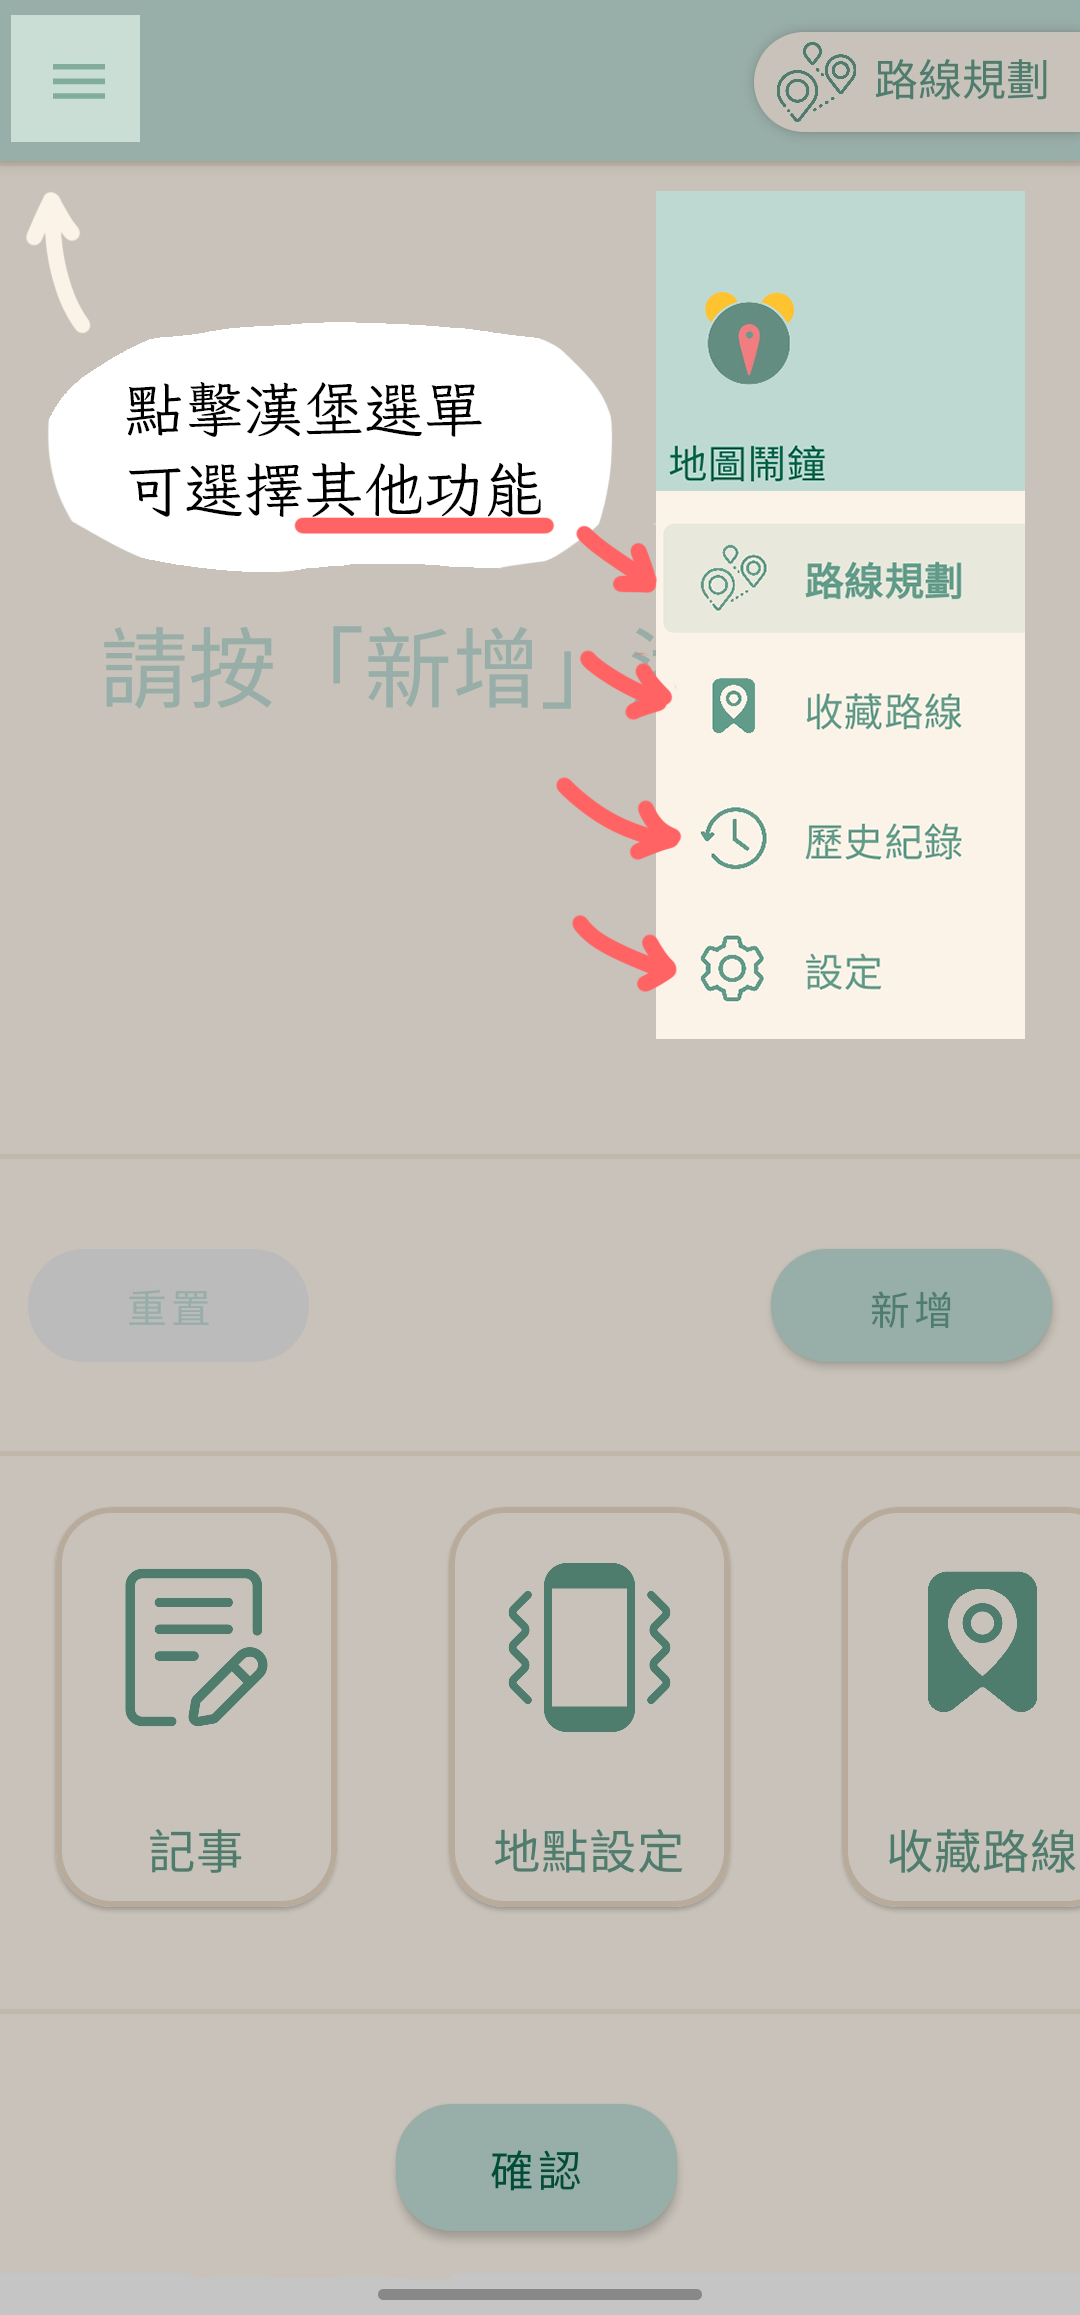 路線規劃
點擊漢堡選單
可選擇其他功能
地圖鬧鐘
路線規劃
收藏路線
歷史紀錄
設定
請按「新增」
重置
新增
記事
地點設定
收藏路線
確認